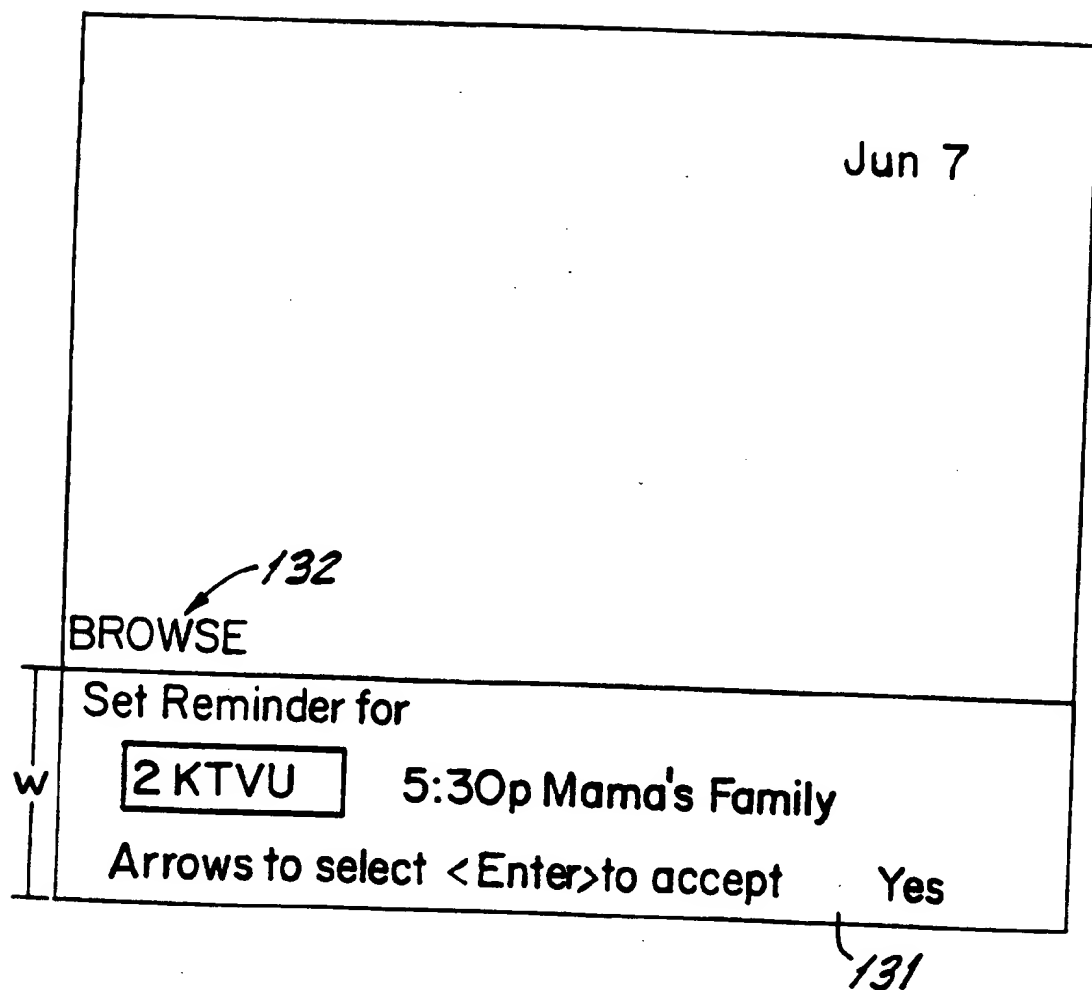 Jun 7
132
BROWSE
Set Reminder for
W
2 KTVU 5:30p Mama's Family
Arrows to select <Enter>to accept Yes
131